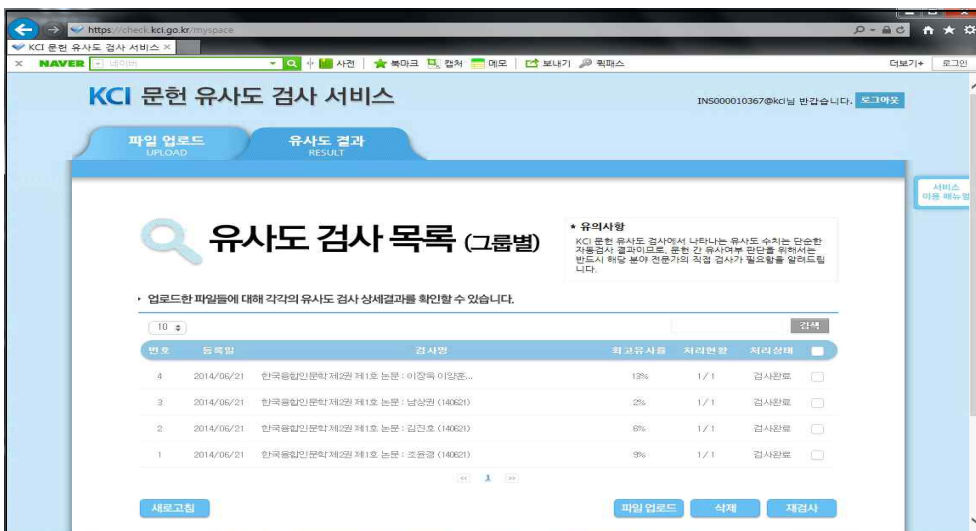 https://check.kci.go.kr/myspace
KCI 문헌 유사도 검사 서비스 ×
× NAVER 네이버 사전 북마크 캡처 메모 보내기 퀵패스 더보기+ 로그인
KCI 문헌 유사도 검사 서비스
INS000010367@kci님 반갑습니다. 로그아웃
파일 업로드 유사도 결과
UPLOAD RESULT
서비스
이용 매뉴얼
유사도 검사 목록 (그룹별)
* 유의사항
KCI 문헌 유사도 검사에서 나타나는 유사도 수치는 단순한
자동검사 결과이므로, 문헌 간 유사여부 판단을 위해서는
반드시 해당 분야 전문가의 직접 검사가 필요함을 알려드립
니다.
업로드한 파일들에 대해 각각의 유사도 검사 상세결과를 확인할 수 있습니다.
10 검색
번호 등록일 검사명 최고유사률 처리현황 처리상태
4 2014/06/21 한국융합인문학 제2권 제1호 논문 : 이장욱 이양훈... 13% 1 / 1 검사완료
3 2014/06/21 한국융합인문학 제2권 제1호 논문 : 남상권 (140621) 2% 1 / 1 검사완료
2 2014/06/21 한국융합인문학 제2권 제1호 논문 : 김진호 (140621) 6% 1 / 1 검사완료
1 2014/06/21 한국융합인문학 제2권 제1호 논문 : 조윤경 (140621) 9% 1 / 1 검사완료
1
새로고침 파일 업로드 삭제 재검사